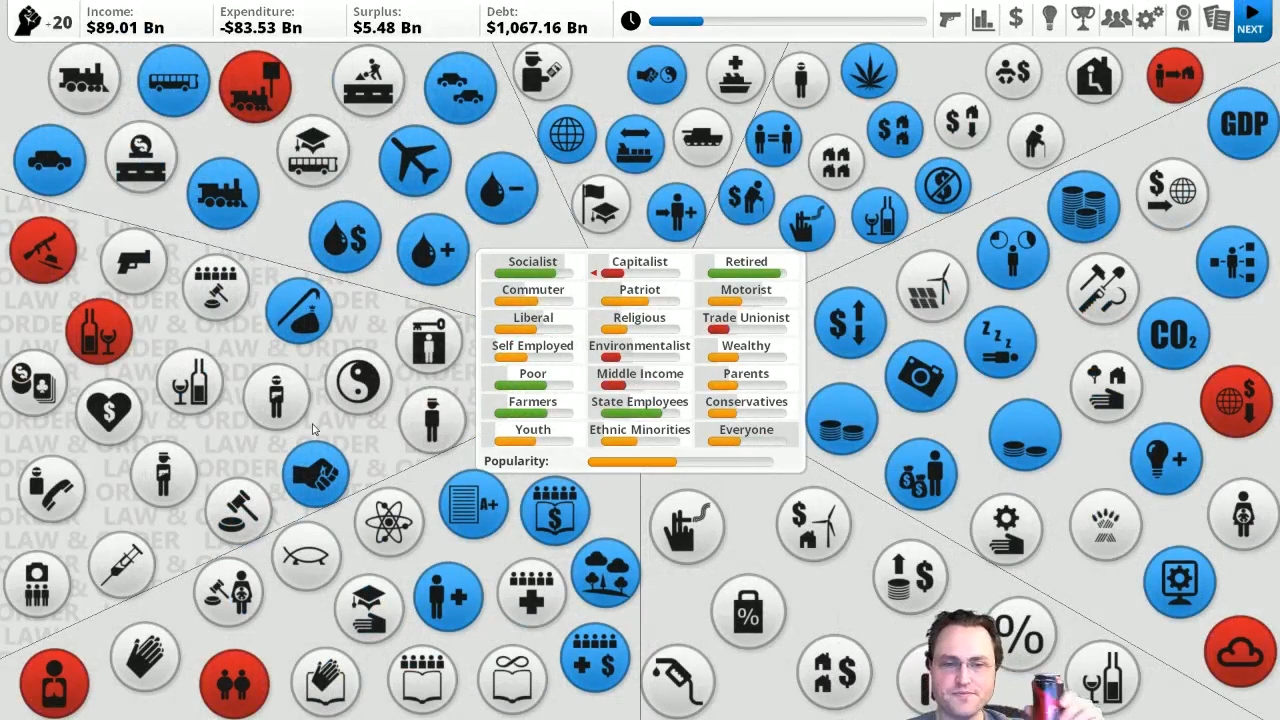 +20
Income:
$89.01 Bn
Expenditure:
-$83.53 Bn
Surplus:
$5.48 Bn
Debt:
$1,067.16 Bn
$
NEXT
GDP
CO₂
A+
%
Socialist
Capitalist
Retired
Commuter
Patriot
Motorist
Liberal
Religious
Trade Unionist
Self Employed
Environmentalist
Wealthy
Poor
Middle Income
Parents
Farmers
State Employees
Conservatives
Youth
Ethnic Minorities
Everyone
Popularity:
LAW & ORDER